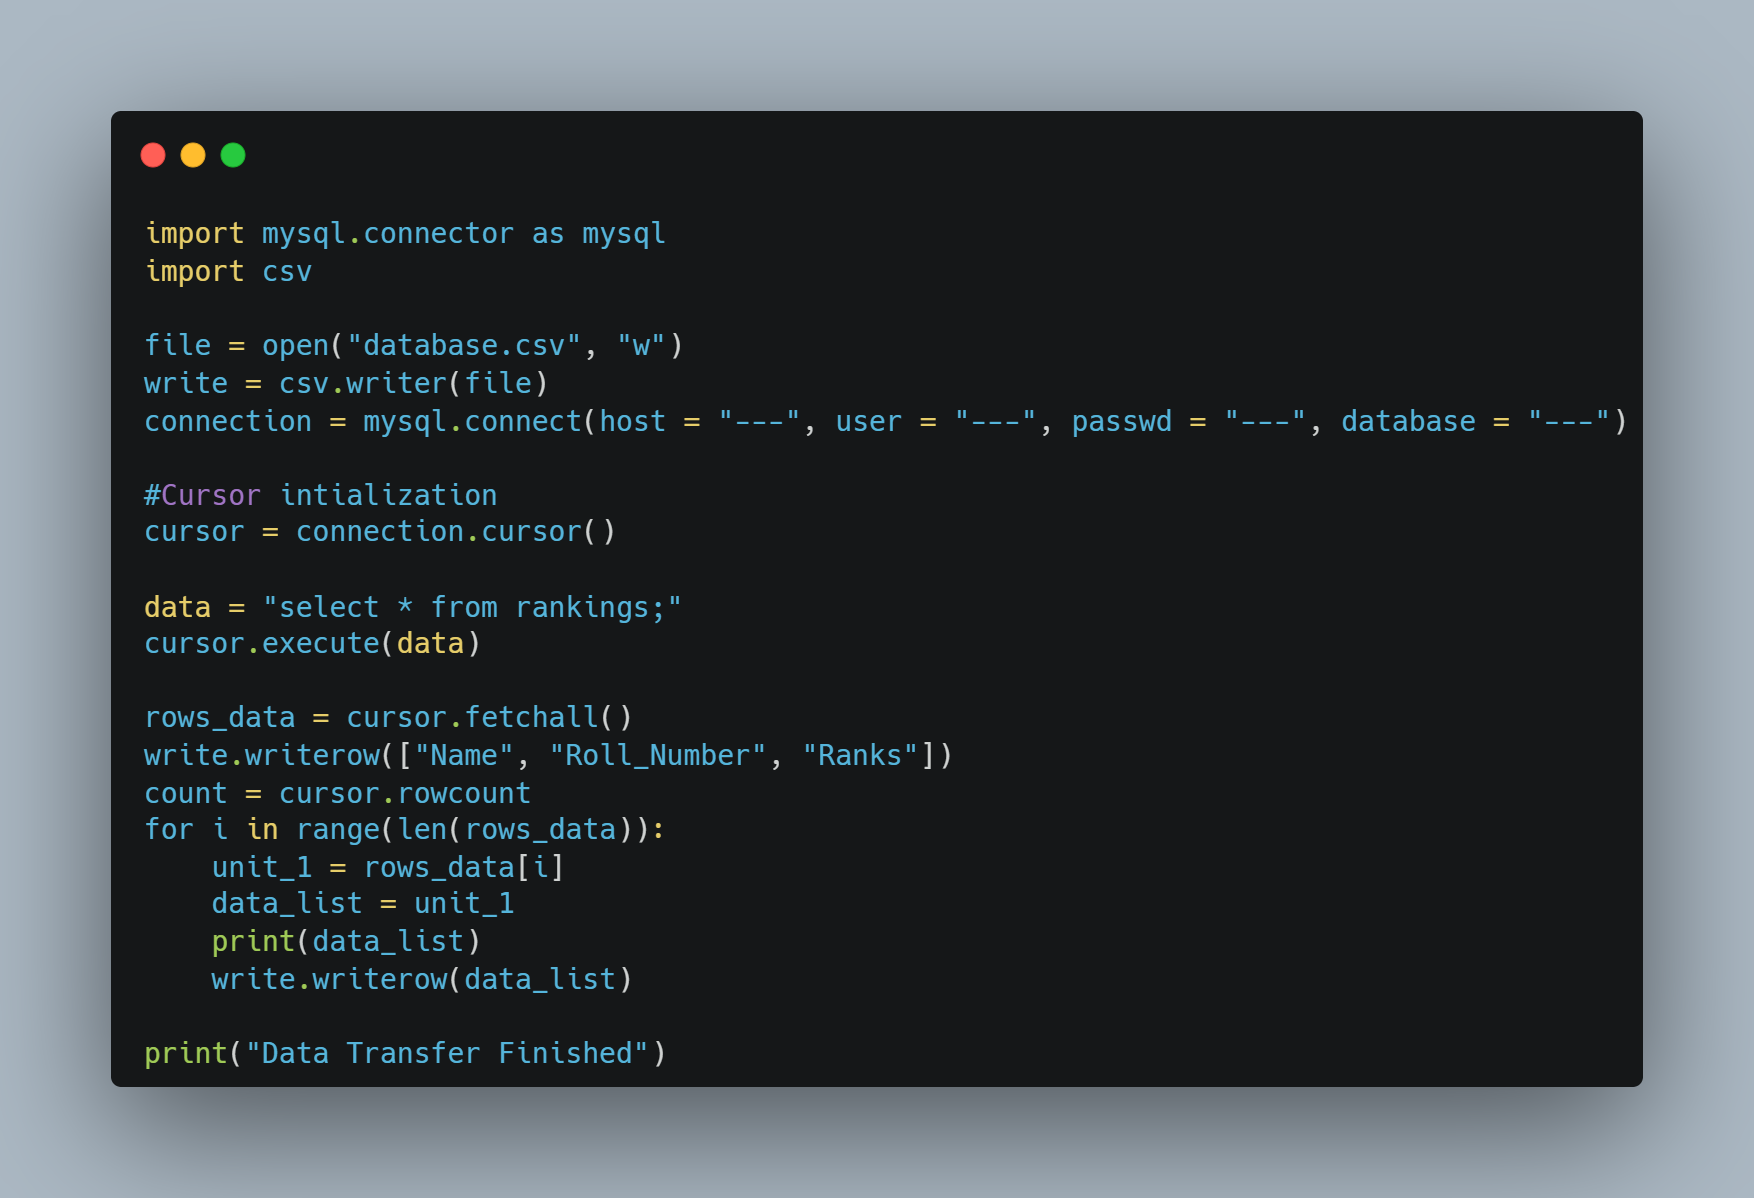 import mysql.connector as mysql
import csv

file = open("database.csv", "w")
write = csv.writer(file)
connection = mysql.connect(host = "---", user = "---", passwd = "---", database = "---")

#Cursor intialization
cursor = connection.cursor()

data = "select * from rankings;"
cursor.execute(data)

rows_data = cursor.fetchall()
write.writerow(["Name", "Roll_Number", "Ranks"])
count = cursor.rowcount
for i in range(len(rows_data)):
    unit_1 = rows_data[i]
    data_list = unit_1
    print(data_list)
    write.writerow(data_list)

print("Data Transfer Finished")